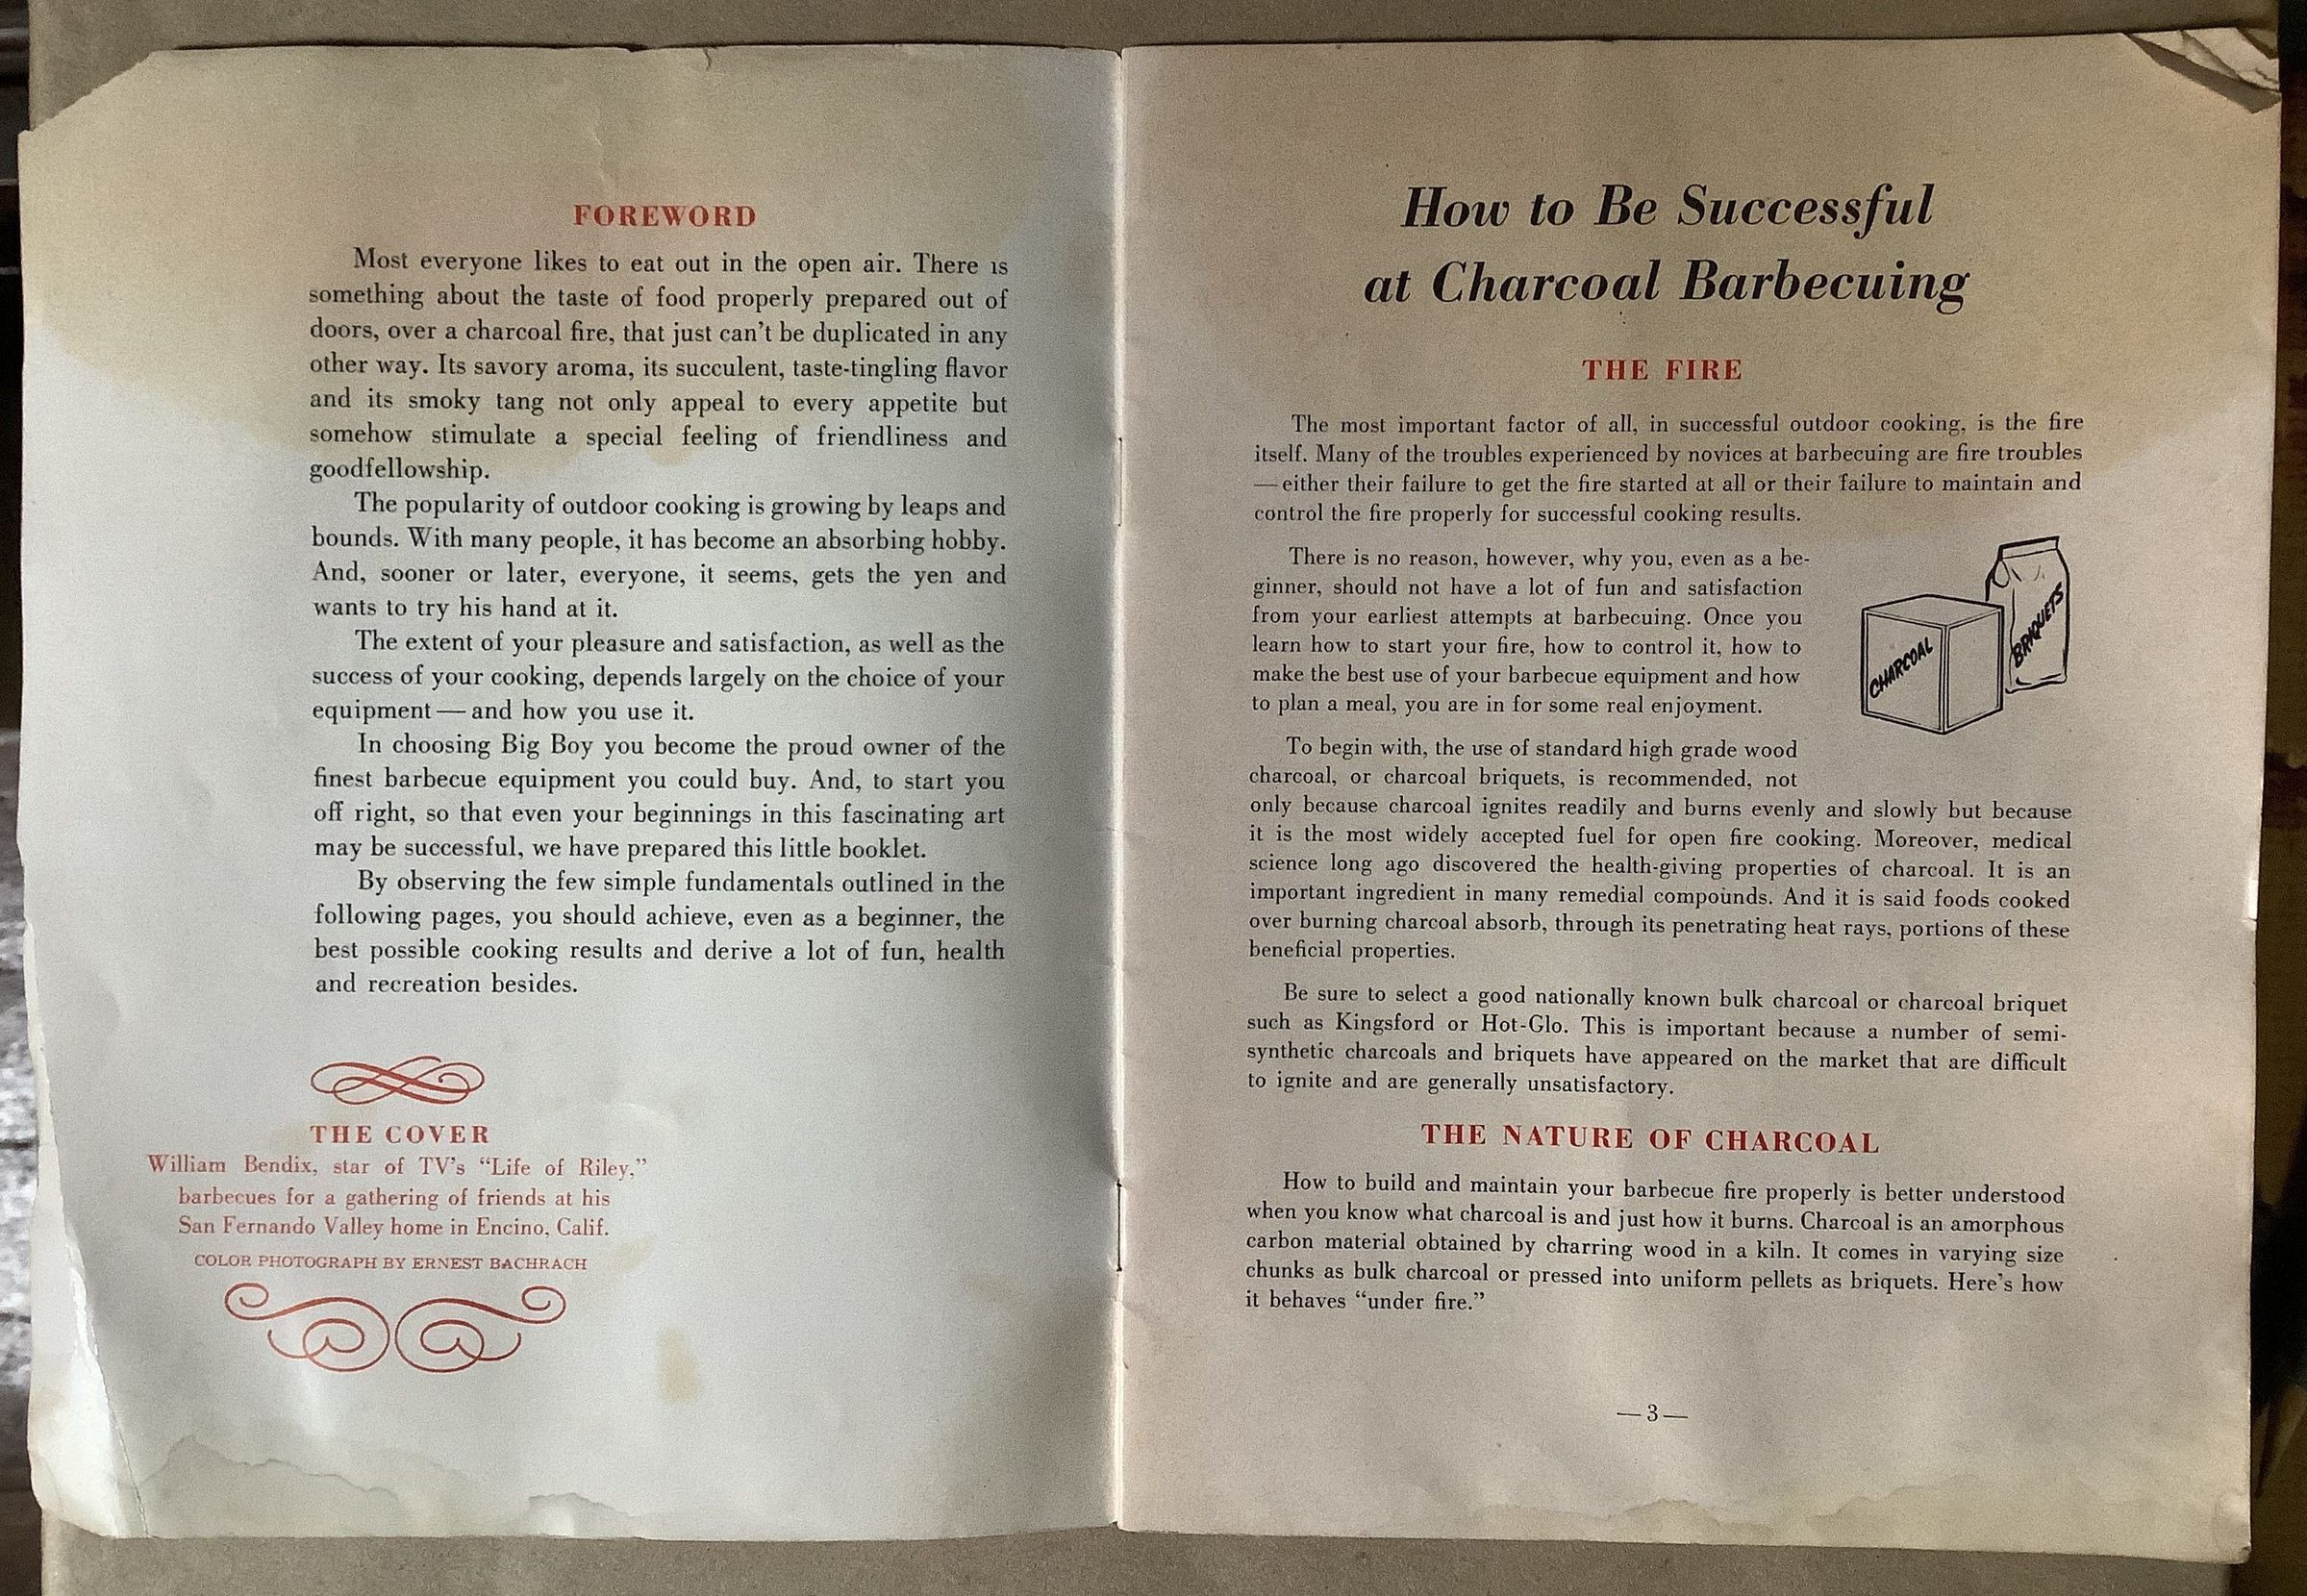 FOREWORD
Most everyone likes to eat out in the open air. There is
something about the taste of food properly prepared out of
doors, over a charcoal fire, that just can't be duplicated in any
other way. Its savory aroma, its succulent, taste-tingling flavor
and its smoky tang not only appeal to every appetite but
somehow stimulate a special feeling of friendliness and
goodfellowship.
The popularity of outdoor cooking is growing by leaps and
bounds. With many people, it has become an absorbing hobby.
And, sooner or later, everyone, it seems, gets the yen and
wants to try his hand at it.
The extent of your pleasure and satisfaction, as well as the
success of your cooking, depends largely on the choice of your
equipment — and how you use it.
In choosing Big Boy you become the proud owner of the
finest barbecue equipment you could buy. And, to start you
off right, so that even your beginnings in this fascinating art
may be successful, we have prepared this little booklet.
By observing the few simple fundamentals outlined in the
following pages, you should achieve, even as a beginner, the
best possible cooking results and derive a lot of fun, health
and recreation besides.
THE COVER
William Bendix, star of TV's “Life of Riley,”
barbecues for a gathering of friends at his
San Fernando Valley home in Encino, Calif.
COLOR PHOTOGRAPH BY ERNEST BACHRACH
How to Be Successful
at Charcoal Barbecuing
THE FIRE
The most important factor of all, in successful outdoor cooking, is the fire
itself. Many of the troubles experienced by novices at barbecuing are fire troubles
— either their failure to get the fire started at all or their failure to maintain and
control the fire properly for successful cooking results.
There is no reason, however, why you, even as a be-
ginner, should not have a lot of fun and satisfaction
from your earliest attempts at barbecuing. Once you
learn how to start your fire, how to control it, how to
make the best use of your barbecue equipment and how
to plan a meal, you are in for some real enjoyment.
CHARCOAL
BRIQUETS
To begin with, the use of standard high grade wood
charcoal, or charcoal briquets, is recommended, not
only because charcoal ignites readily and burns evenly and slowly but because
it is the most widely accepted fuel for open fire cooking. Moreover, medical
science long ago discovered the health-giving properties of charcoal. It is an
important ingredient in many remedial compounds. And it is said foods cooked
over burning charcoal absorb, through its penetrating heat rays, portions of these
beneficial properties.
Be sure to select a good nationally known bulk charcoal or charcoal briquet
such as Kingsford or Hot-Glo. This is important because a number of semi-
synthetic charcoals and briquets have appeared on the market that are difficult
to ignite and are generally unsatisfactory.
THE NATURE OF CHARCOAL
How to build and maintain your barbecue fire properly is better understood
when you know what charcoal is and just how it burns. Charcoal is an amorphous
carbon material obtained by charring wood in a kiln. It comes in varying size
chunks as bulk charcoal or pressed into uniform pellets as briquets. Here's how
it behaves “under fire.”
— 3 —